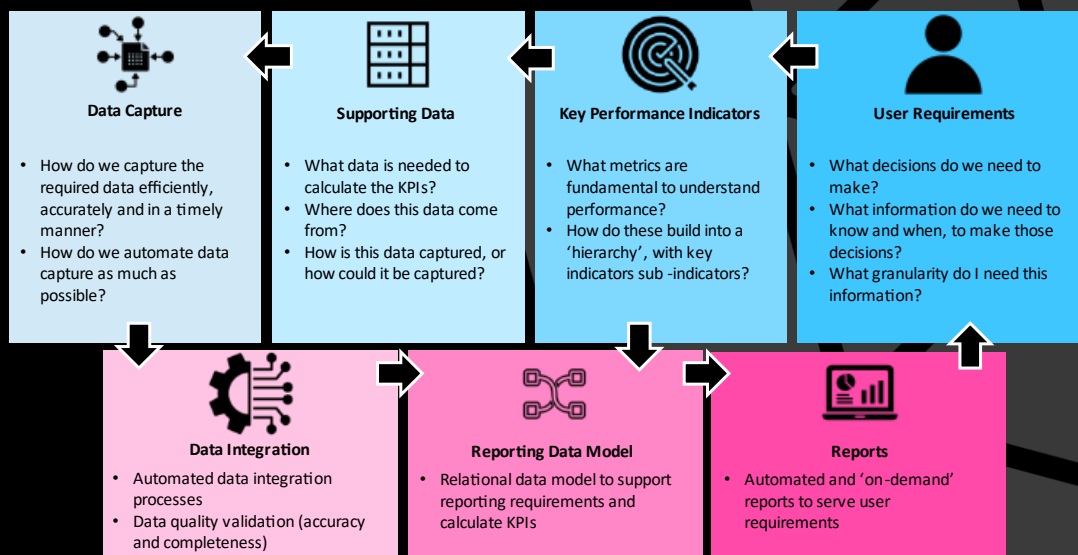 Data Capture
• How do we capture the
required data efficiently,
accurately and in a timely
manner?
• How do we automate data
capture as much as
possible?
Supporting Data
• What data is needed to
calculate the KPIs?
• Where does this data come
from?
• How is this data captured, or
how could it be captured?
Key Performance Indicators
• What metrics are
fundamental to understand
performance?
• How do these build into a
‘hierarchy’, with key
indicators sub -indicators?
User Requirements
• What decisions do we need to
make?
• What information do we need to
know and when, to make those
decisions?
• What granularity do I need this
information?
Data Integration
• Automated data integration
processes
• Data quality validation (accuracy
and completeness)
Reporting Data Model
• Relational data model to support
reporting requirements and
calculate KPIs
Reports
• Automated and ‘on-demand’
reports to serve user
requirements